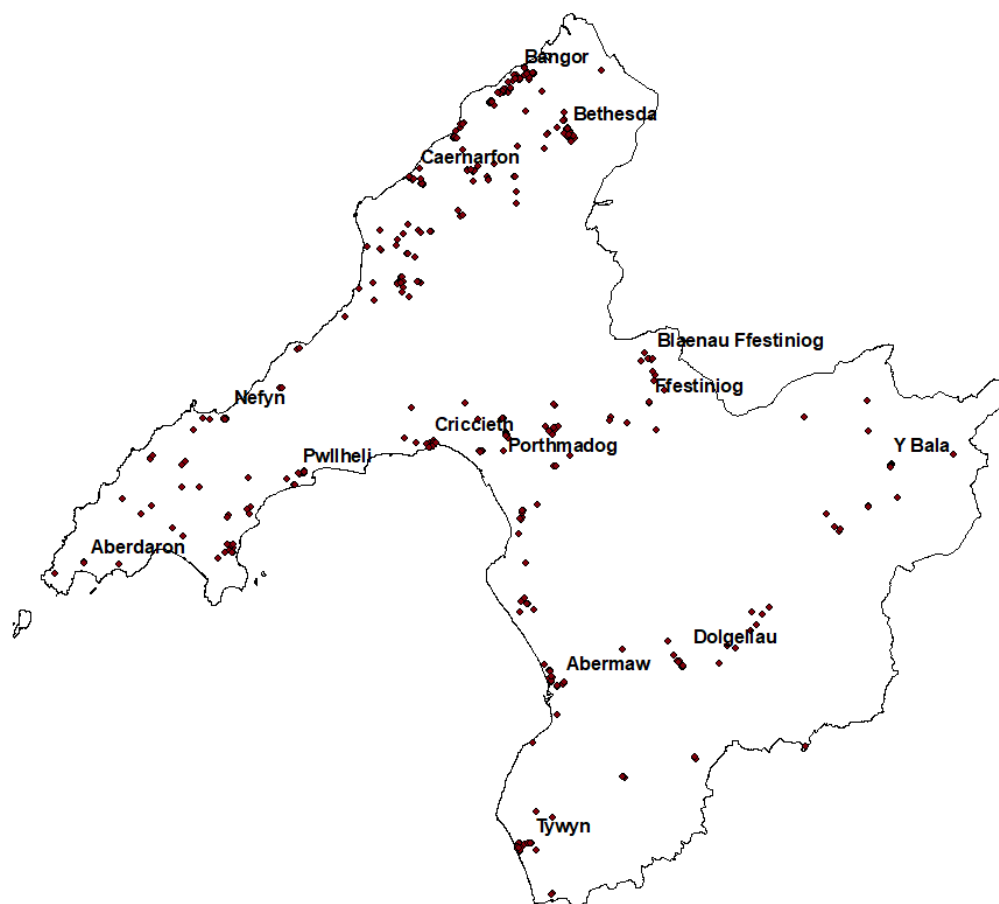 Bangor
Bethesda
Caernarfon
Blaenau Ffestiniog
Ffestiniog
Nefyn
Criccieth
Porthmadog
Pwllheli
Y Bala
Aberdaron
Dolgellau
Abermaw
Tywyn